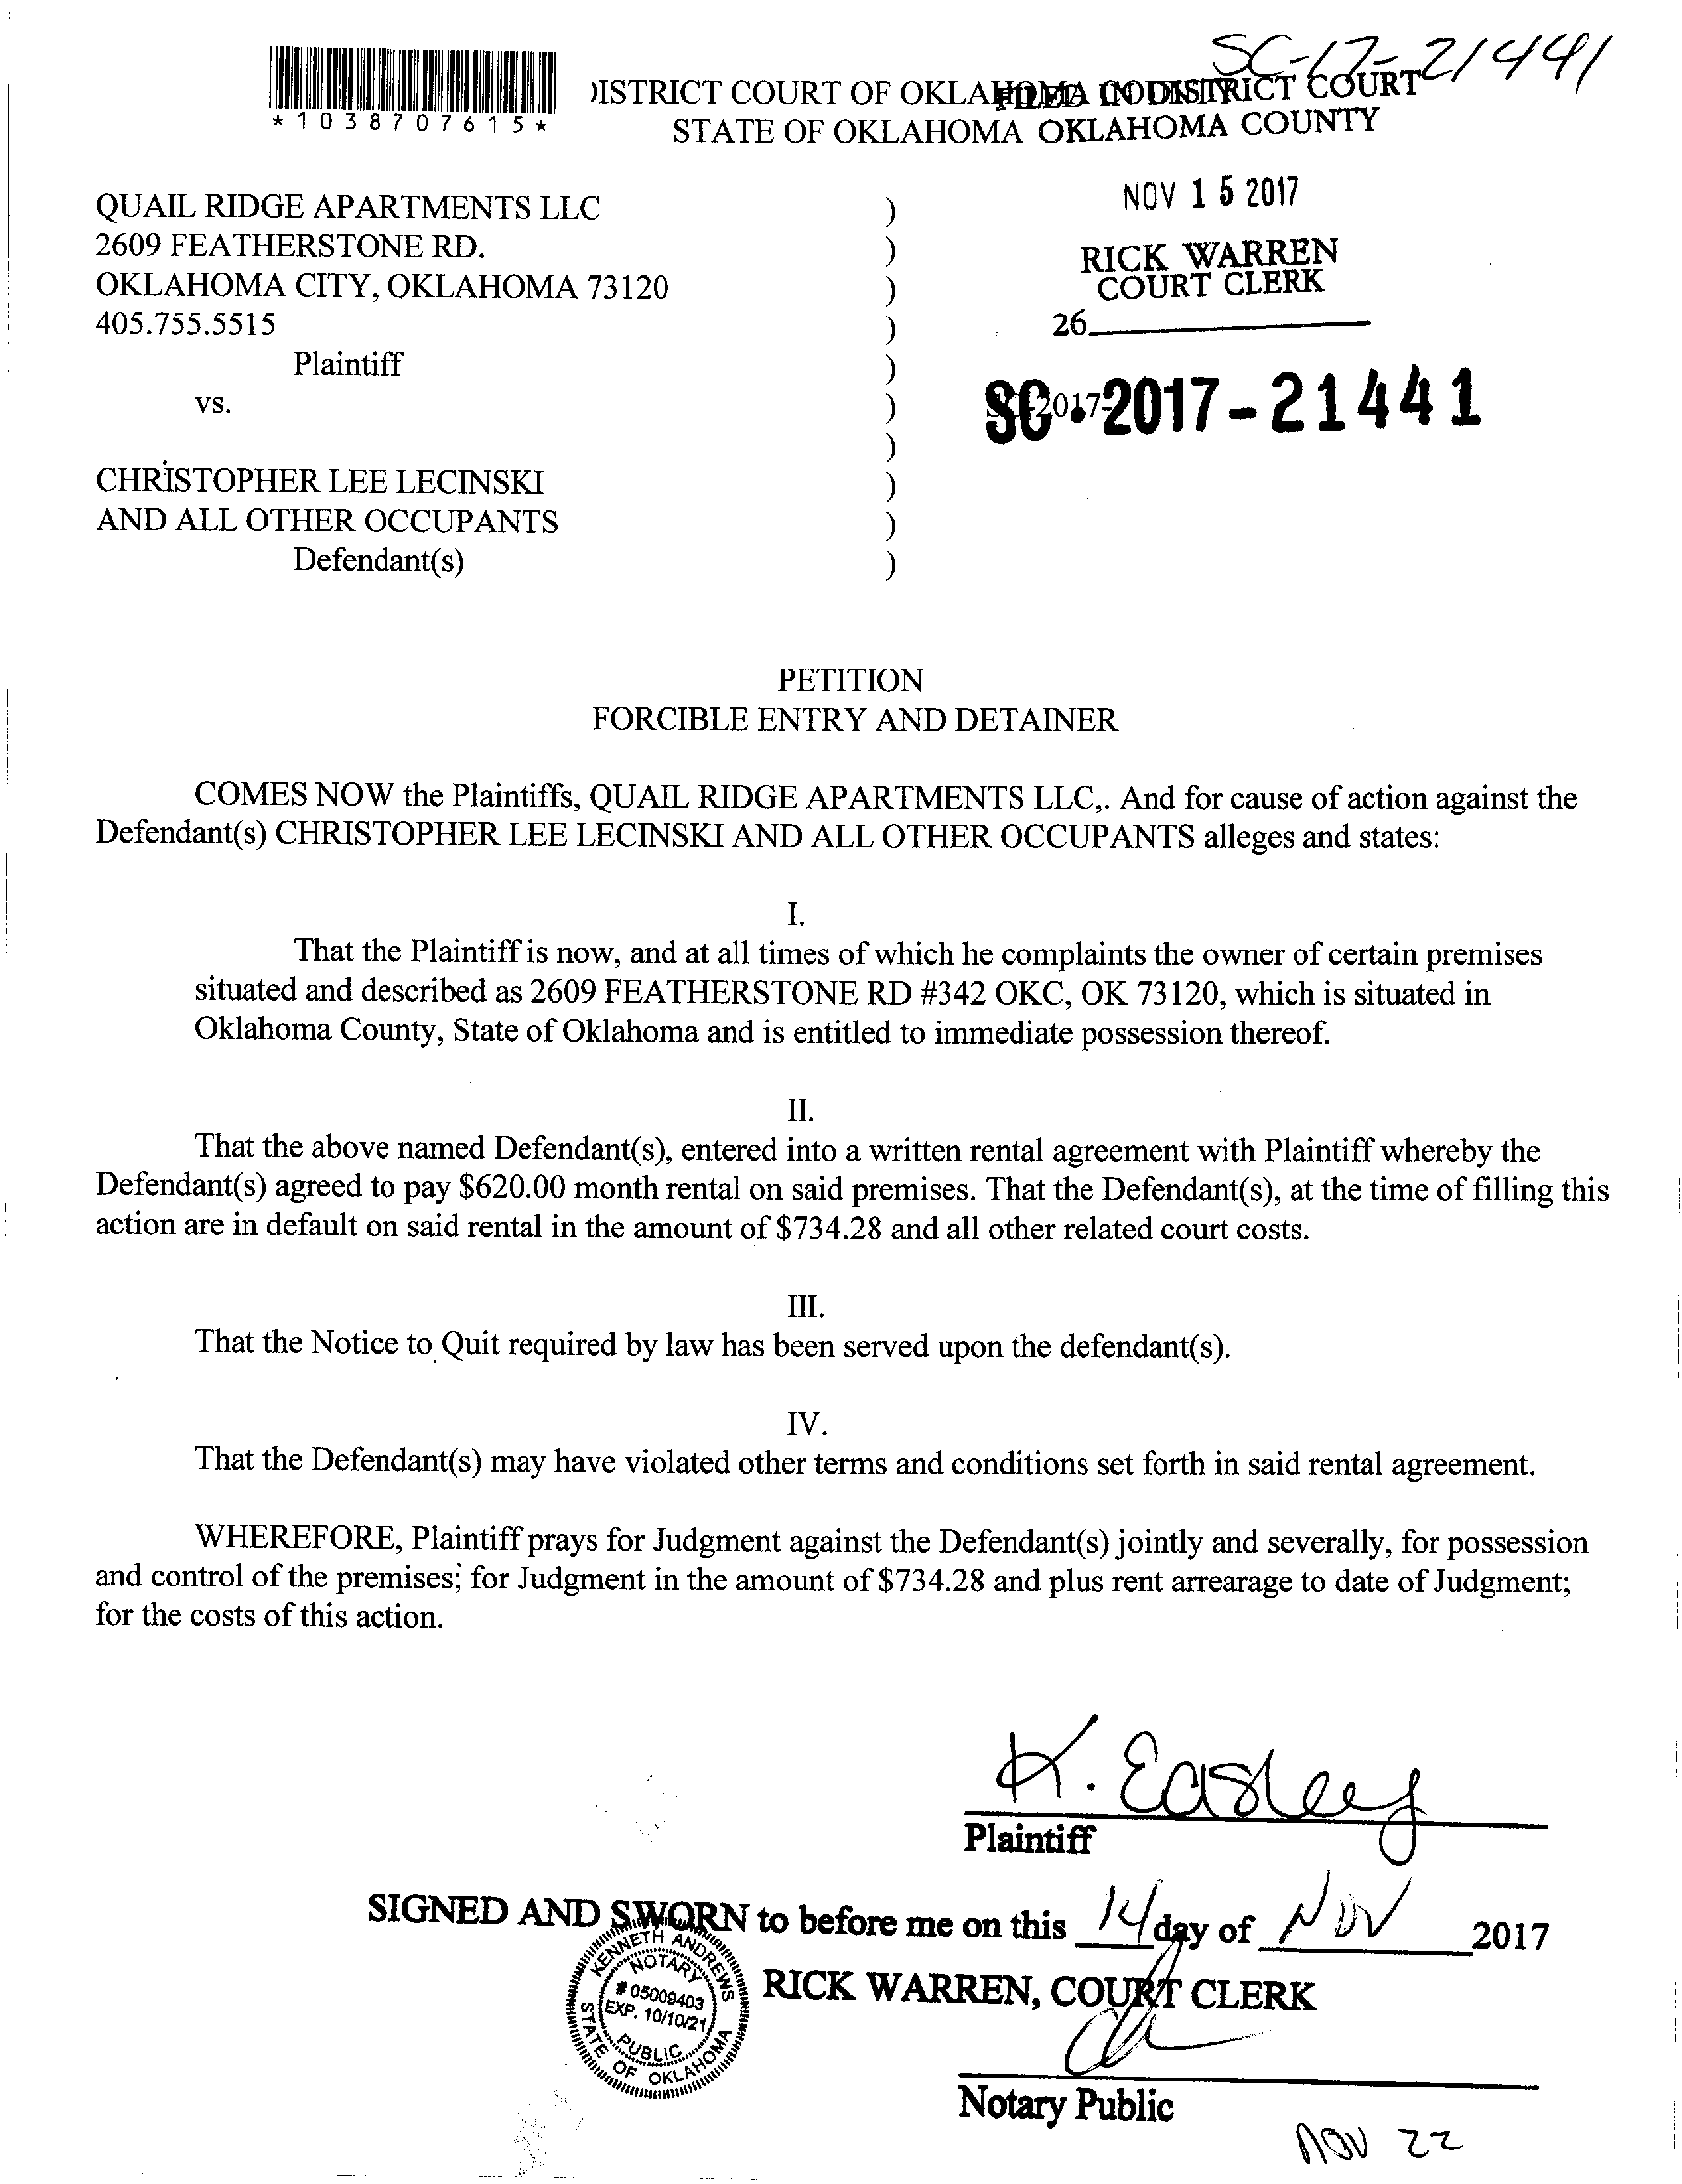 SC-17-21441
*1038707615*
DISTRICT COURT OF OKLAHOMA COUNTY
STATE OF OKLAHOMA
FILED IN DISTRICT COURT
OKLAHOMA COUNTY
NOV 15 2017
RICK WARREN
COURT CLERK
26
SC-2017-21441
QUAIL RIDGE APARTMENTS LLC )
2609 FEATHERSTONE RD. )
OKLAHOMA CITY, OKLAHOMA 73120 )
405.755.5515 )
Plaintiff )
vs. )
)
CHRISTOPHER LEE LECINSKI )
AND ALL OTHER OCCUPANTS )
Defendant(s) )
PETITION
FORCIBLE ENTRY AND DETAINER
COMES NOW the Plaintiffs, QUAIL RIDGE APARTMENTS LLC,. And for cause of action against the
Defendant(s) CHRISTOPHER LEE LECINSKI AND ALL OTHER OCCUPANTS alleges and states:
I.
That the Plaintiff is now, and at all times of which he complaints the owner of certain premises
situated and described as 2609 FEATHERSTONE RD #342 OKC, OK 73120, which is situated in
Oklahoma County, State of Oklahoma and is entitled to immediate possession thereof.
II.
That the above named Defendant(s), entered into a written rental agreement with Plaintiff whereby the
Defendant(s) agreed to pay $620.00 month rental on said premises. That the Defendant(s), at the time of filling this
action are in default on said rental in the amount of $734.28 and all other related court costs.
III.
That the Notice to Quit required by law has been served upon the defendant(s).
IV.
That the Defendant(s) may have violated other terms and conditions set forth in said rental agreement.
WHEREFORE, Plaintiff prays for Judgment against the Defendant(s) jointly and severally, for possession
and control of the premises; for Judgment in the amount of $734.28 and plus rent arrearage to date of Judgment;
for the costs of this action.
K. Easley
Plaintiff
SIGNED AND SWORN to before me on this 14 day of NOV 2017
KENNETH ANDREWS
NOTARY
# 05009403
EXP. 10/10/21
PUBLIC
STATE OF OKLAHOMA
RICK WARREN, COURT CLERK
Notary Public
NOV 22